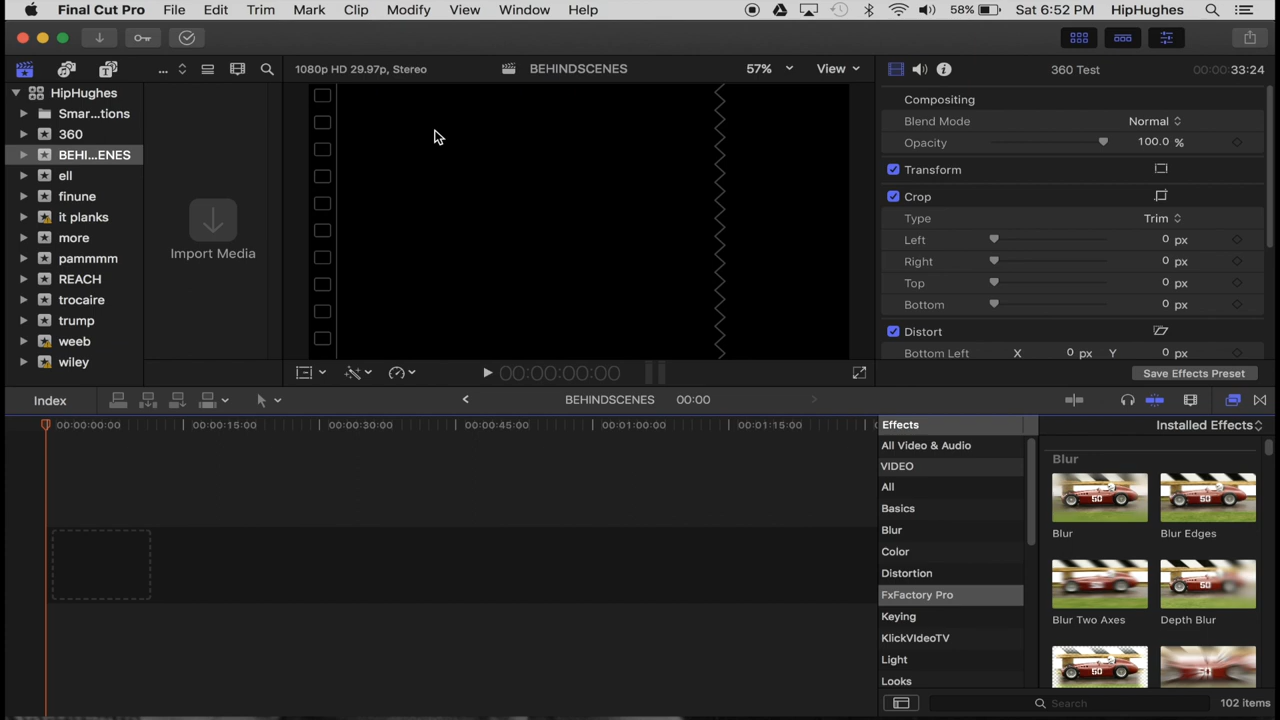 Final Cut Pro File Edit Trim Mark Clip Modify View Window Help 58% Sat 6:52 PM HipHughes
... 1080p HD 29.97p, Stereo BEHINDSCENES 57% View 360 Test 00:00:33:24
HipHughes
Smar...tions
360
BEHI...ENES
ell
finune
it planks
more
pammmm
REACH
trocaire
trump
weeb
wiley
Import Media
Compositing
Blend Mode Normal
Opacity 100.0 %
Transform
Crop
Type Trim
Left 0 px
Right 0 px
Top 0 px
Bottom 0 px
Distort
Bottom Left X 0 px Y 0 px
00:00:00:00
Save Effects Preset
Index BEHINDSCENES 00:00
00:00:00:00 00:00:15:00 00:00:30:00 00:00:45:00 00:01:00:00 00:01:15:00
Effects
All Video & Audio
VIDEO
All
Basics
Blur
Color
Distortion
FxFactory Pro
Keying
KlickVIdeoTV
Light
Looks
Installed Effects
Blur
50 50
Blur Blur Edges
Blur Two Axes Depth Blur
Search 102 items